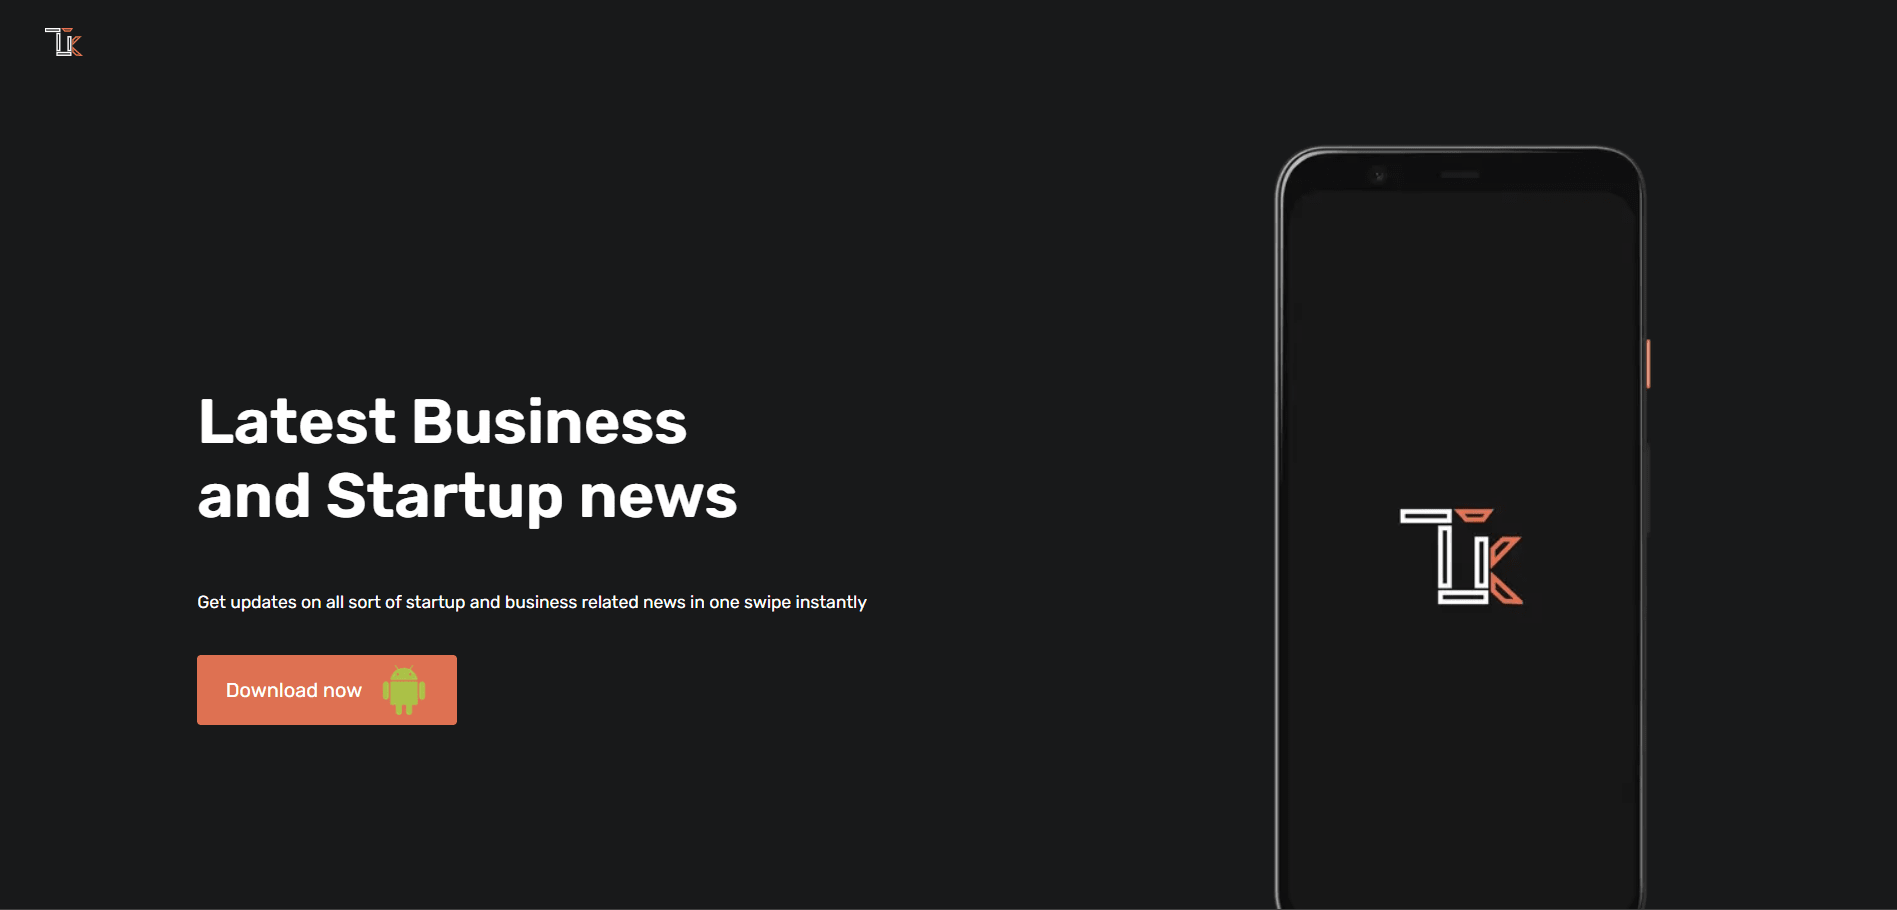 Latest Business
and Startup news
Get updates on all sort of startup and business related news in one swipe instantly
Download now